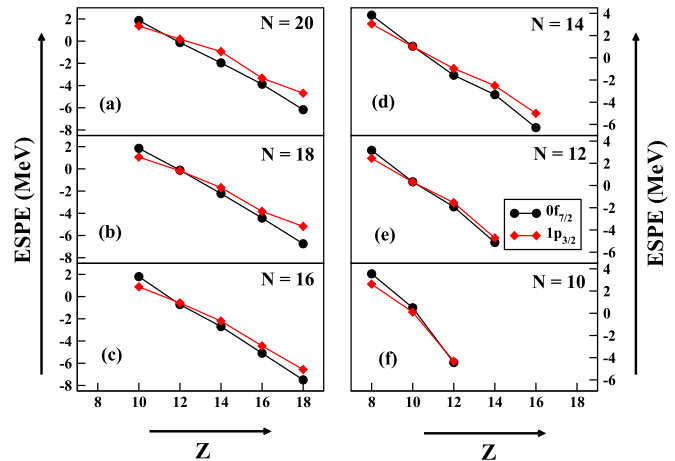 N = 20
2
0
-2
-4
-6
-8
(a)
N = 18
2
0
-2
-4
-6
-8
(b)
N = 16
2
0
-2
-4
-6
-8
(c)
8 10 12 14 16 18
Z
ESPE (MeV)
N = 14
4
2
0
-2
-4
-6
(d)
N = 12
4
2
0
-2
-4
-6
(e)
0f7/2
1p3/2
N = 10
4
2
0
-2
-4
-6
(f)
8 10 12 14 16 18
Z
ESPE (MeV)